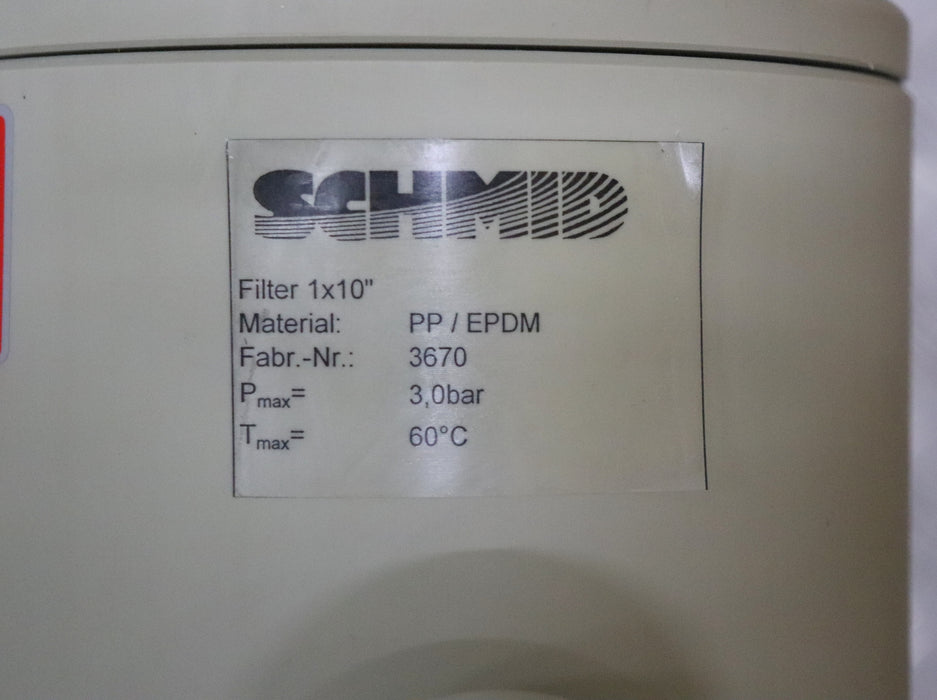 SCHMID
Filter 1x10"
Material: PP / EPDM
Fabr.-Nr.: 3670
Pmax= 3,0bar
Tmax= 60°C